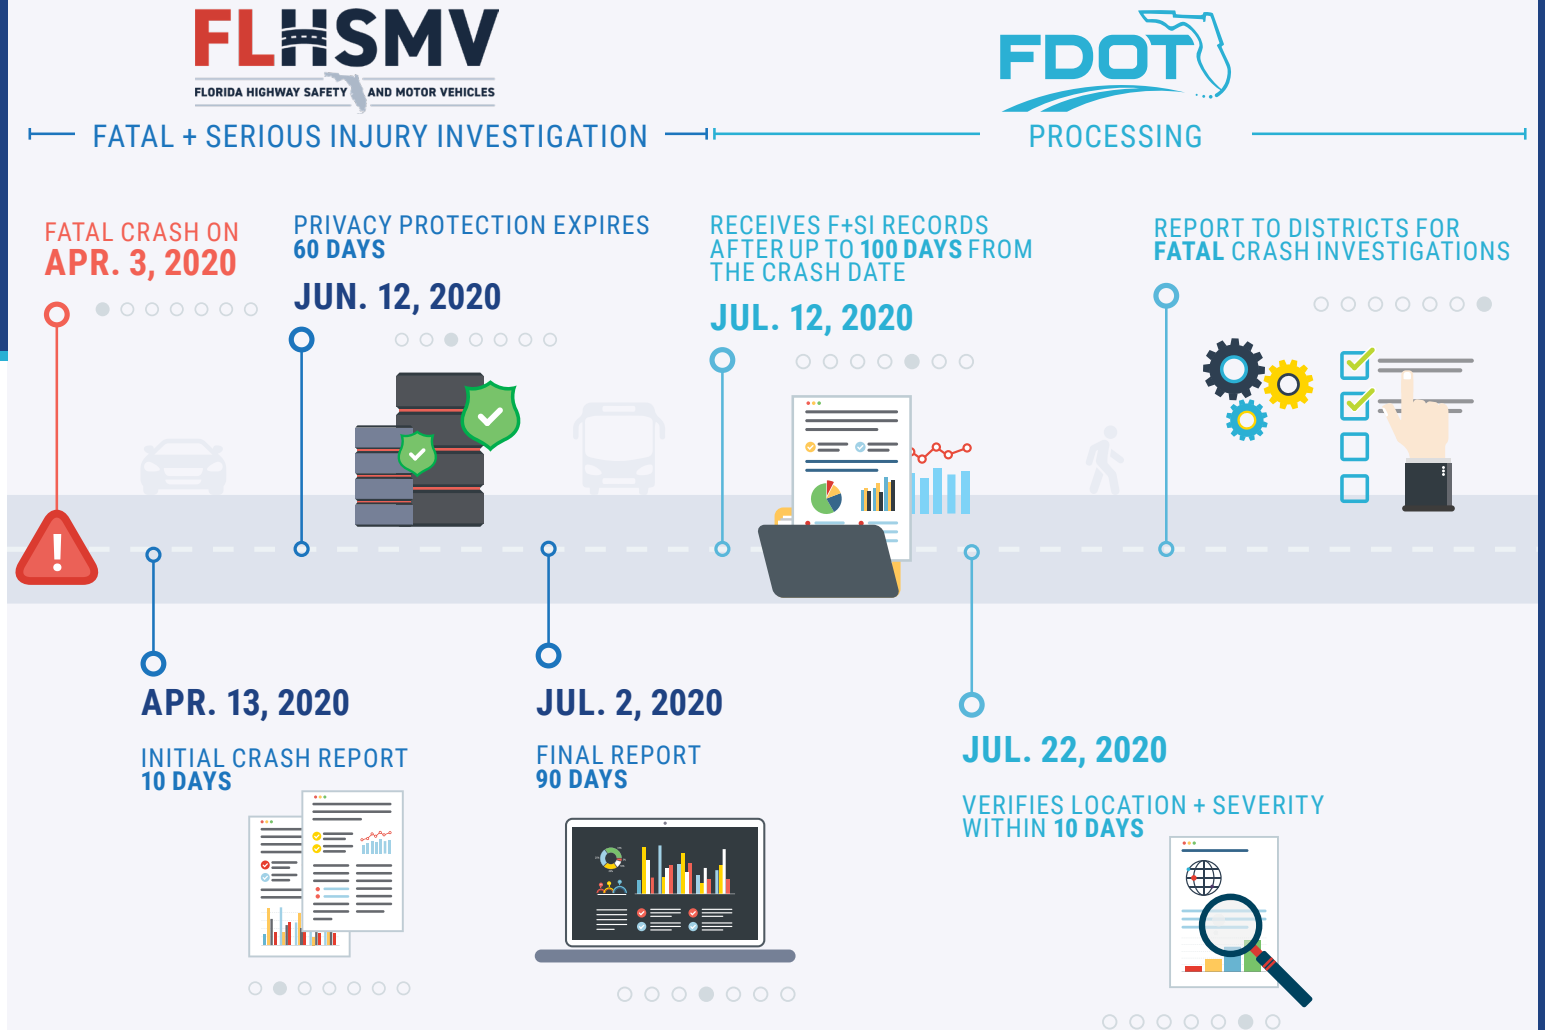 FLHSMV
FLORIDA HIGHWAY SAFETY AND MOTOR VEHICLES
FATAL + SERIOUS INJURY INVESTIGATION
FDOT
PROCESSING
FATAL CRASH ON
APR. 3, 2020
PRIVACY PROTECTION EXPIRES
60 DAYS
JUN. 12, 2020
RECEIVES F+SI RECORDS
AFTER UP TO 100 DAYS FROM
THE CRASH DATE
JUL. 12, 2020
REPORT TO DISTRICTS FOR
FATAL CRASH INVESTIGATIONS
!
APR. 13, 2020
INITIAL CRASH REPORT
10 DAYS
JUL. 2, 2020
FINAL REPORT
90 DAYS
JUL. 22, 2020
VERIFIES LOCATION + SEVERITY
WITHIN 10 DAYS